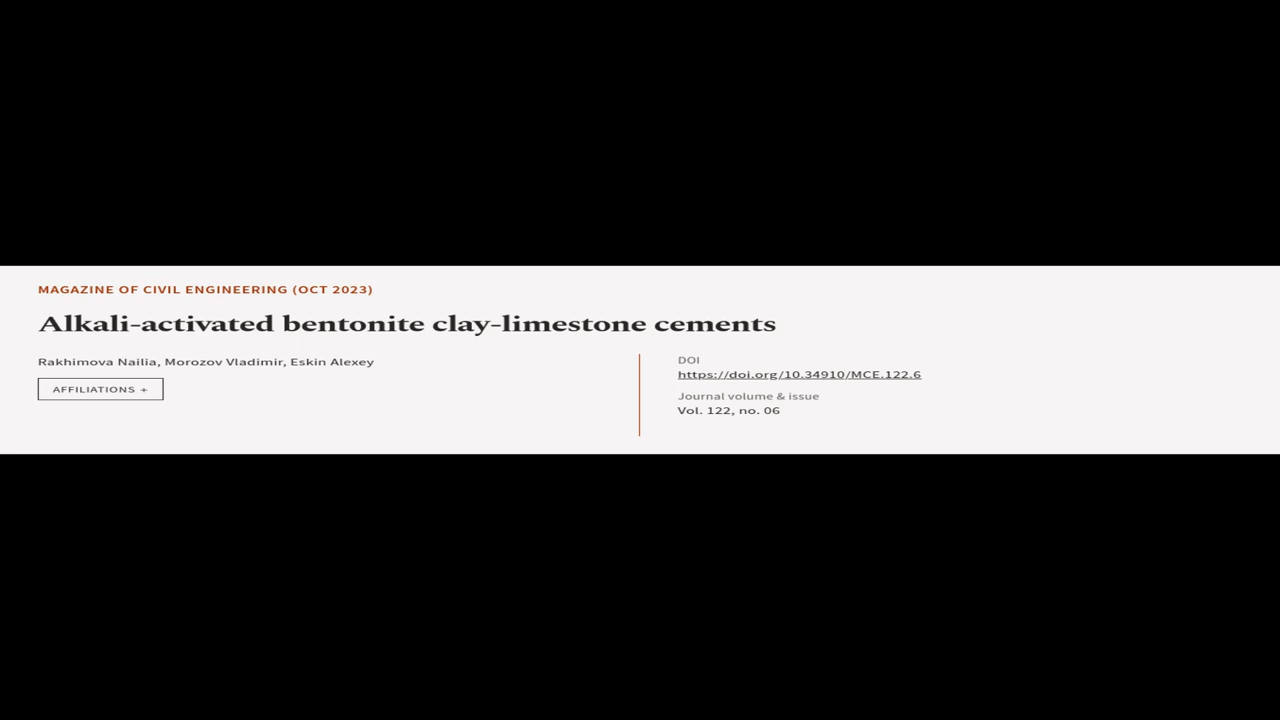 MAGAZINE OF CIVIL ENGINEERING (OCT 2023)
Alkali-activated bentonite clay-limestone cements
Rakhimova Nailia, Morozov Vladimir, Eskin Alexey
AFFILIATIONS +
DOI
https://doi.org/10.34910/MCE.122.6
Journal volume & issue
Vol. 122, no. 06